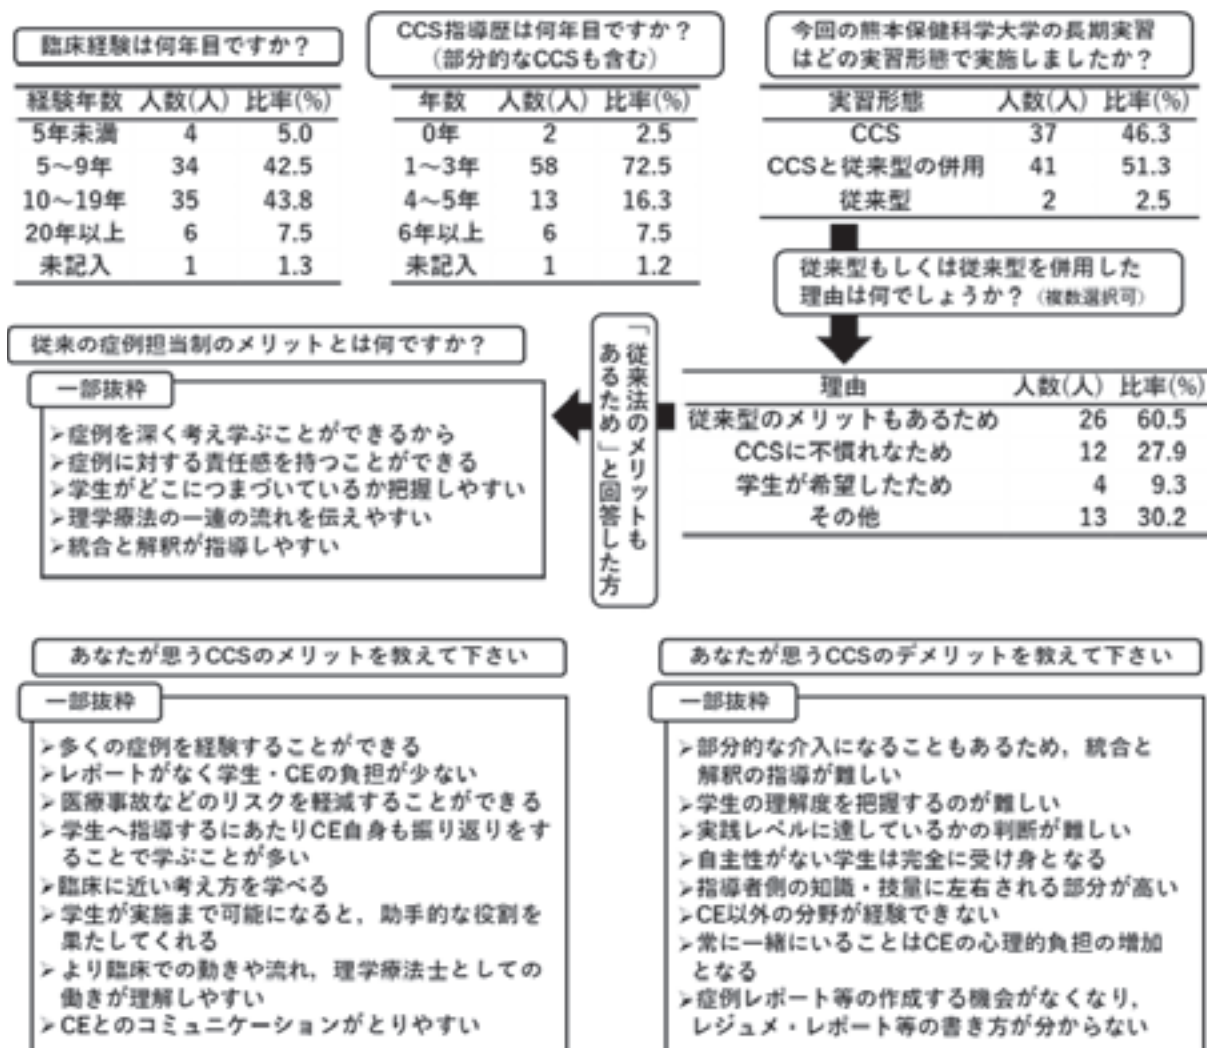 臨床経験は何年目ですか？
経験年数 人数(人) 比率(%)
5年未満 4 5.0
5～9年 34 42.5
10～19年 35 43.8
20年以上 6 7.5
未記入 1 1.3
CCS指導歴は何年目ですか？
（部分的なCCSも含む）
年数 人数(人) 比率(%)
0年 2 2.5
1～3年 58 72.5
4～5年 13 16.3
6年以上 6 7.5
未記入 1 1.2
今回の熊本保健科学大学の長期実習
はどの実習形態で実施しましたか？
実習形態 人数(人) 比率(%)
CCS 37 46.3
CCSと従来型の併用 41 51.3
従来型 2 2.5
従来型もしくは従来型を併用した
理由は何でしょうか？（複数選択可）
理由 人数(人) 比率(%)
従来型のメリットもあるため 26 60.5
CCSに不慣れなため 12 27.9
学生が希望したため 4 9.3
その他 13 30.2
「従来法のメリットも
あるため」と回答した方
従来の症例担当制のメリットとは何ですか？
一部抜粋
➢症例を深く考え学ぶことができるから
➢症例に対する責任感を持つことができる
➢学生がどこにつまづいているか把握しやすい
➢理学療法の一連の流れを伝えやすい
➢統合と解釈が指導しやすい
あなたが思うCCSのメリットを教えて下さい
一部抜粋
➢多くの症例を経験することができる
➢レポートがなく学生・CEの負担が少ない
➢医療事故などのリスクを軽減することができる
➢学生へ指導するにあたりCE自身も振り返りをす
ることで学ぶことが多い
➢臨床に近い考え方を学べる
➢学生が実施まで可能になると，助手的な役割を
果たしてくれる
➢より臨床での動きや流れ，理学療法士としての
働きが理解しやすい
➢CEとのコミュニケーションがとりやすい
あなたが思うCCSのデメリットを教えて下さい
一部抜粋
➢部分的な介入になることもあるため，統合と
解釈の指導が難しい
➢学生の理解度を把握するのが難しい
➢実践レベルに達しているかの判断が難しい
➢自主性がない学生は完全に受け身となる
➢指導者側の知識・技量に左右される部分が高い
➢CE以外の分野が経験できない
➢常に一緒にいることはCEの心理的負担の増加
となる
➢症例レポート等の作成する機会がなくなり，
レジュメ・レポート等の書き方が分からない